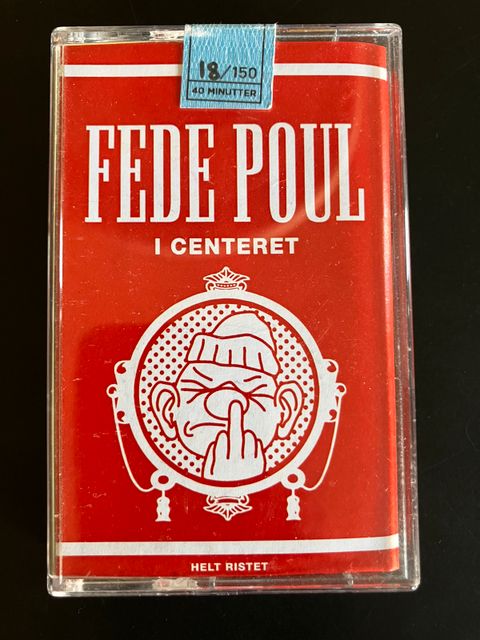 18/150
40 MINUTTER
FEDE POUL
I CENTERET
HELT RISTET